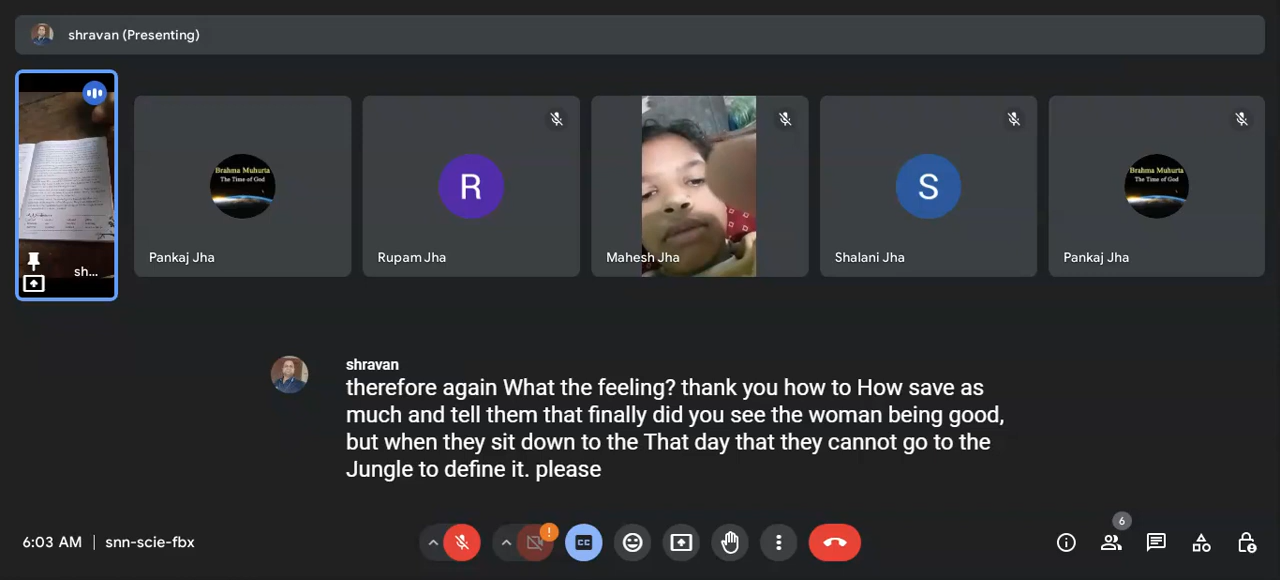 shravan (Presenting)
Brahma Muhurta
The Time of God
R
S
Brahma Muhurta
The Time of God
sh...
Pankaj Jha
Rupam Jha
Mahesh Jha
Shalani Jha
Pankaj Jha
shravan
therefore again What the feeling? thank you how to How save as
much and tell them that finally did you see the woman being good,
but when they sit down to the That day that they cannot go to the
Jungle to define it. please
6
6:03 AM | snn-scie-fbx
CC